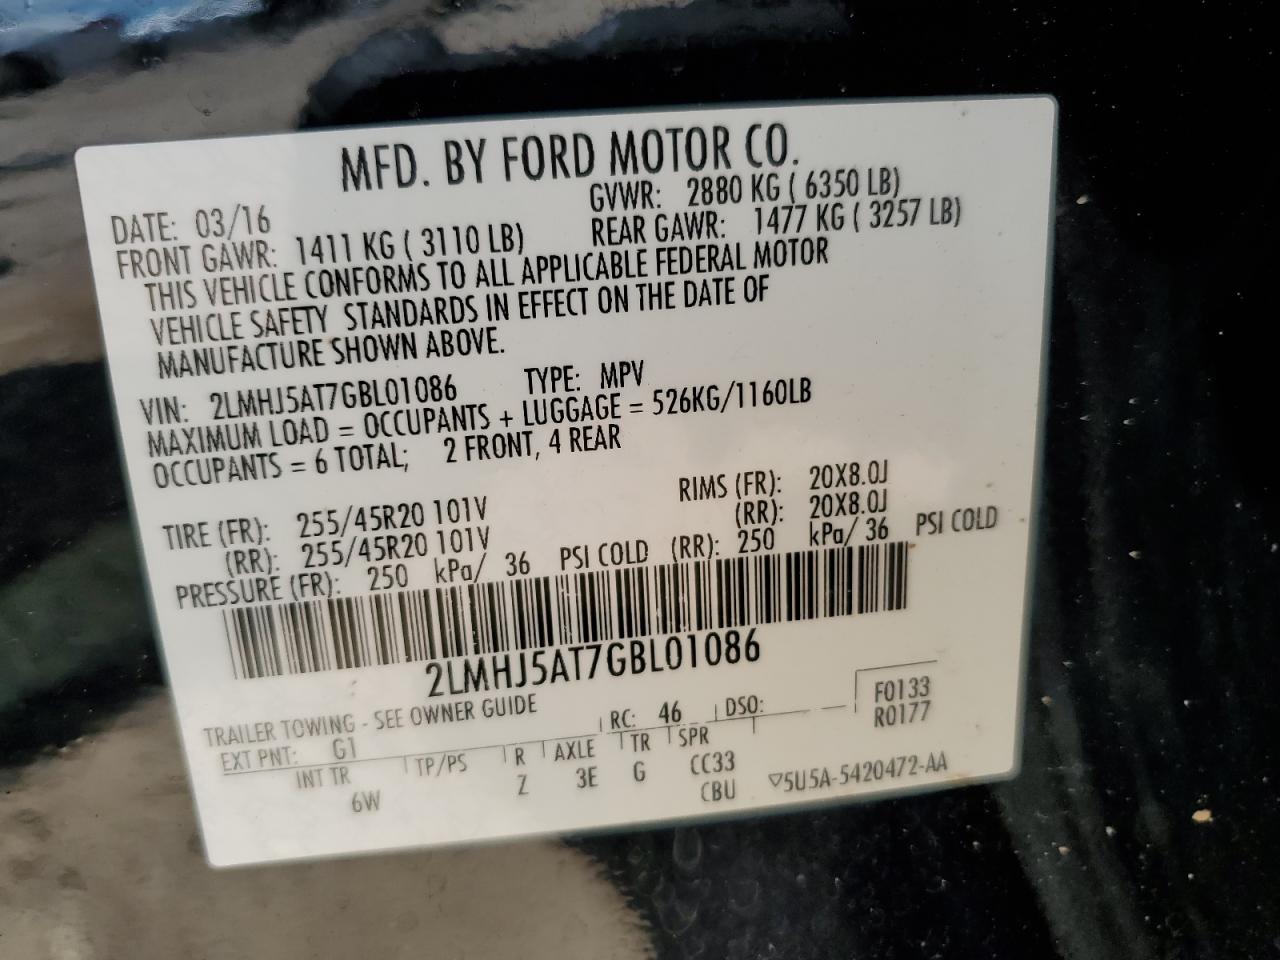 MFD. BY FORD MOTOR CO.
DATE: 03/16 GVWR: 2880 KG ( 6350 LB)
FRONT GAWR: 1411 KG ( 3110 LB) REAR GAWR: 1477 KG ( 3257 LB)
THIS VEHICLE CONFORMS TO ALL APPLICABLE FEDERAL MOTOR
VEHICLE SAFETY STANDARDS IN EFFECT ON THE DATE OF
MANUFACTURE SHOWN ABOVE.
VIN: 2LMHJ5AT7GBL01086 TYPE: MPV
MAXIMUM LOAD = OCCUPANTS + LUGGAGE = 526KG/1160LB
OCCUPANTS = 6 TOTAL; 2 FRONT, 4 REAR
TIRE (FR): 255/45R20 101V RIMS (FR): 20X8.0J
(RR): 255/45R20 101V (RR): 20X8.0J
PRESSURE (FR): 250 kPa/ 36 PSI COLD (RR): 250 kPa/ 36 PSI COLD
2LMHJ5AT7GBL01086
TRAILER TOWING - SEE OWNER GUIDE
EXT PNT: G1 RC: 46 DSO: F0133
INT TR TP/PS R AXLE TR SPR R0177
6W Z 3E G CC33
CBU ▽5U5A-5420472-AA